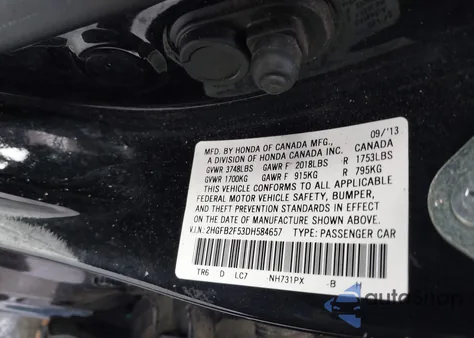 09/'13
MFD. BY HONDA OF CANADA MFG.,
A DIVISION OF HONDA CANADA INC. CANADA
GVWR 3748LBS GAWR F 2018LBS R 1753LBS
GVWR 1700KG GAWR F 915KG R 795KG
THIS VEHICLE CONFORMS TO ALL APPLICABLE
FEDERAL MOTOR VEHICLE SAFETY, BUMPER,
AND THEFT PREVENTION STANDARDS IN EFFECT
ON THE DATE OF MANUFACTURE SHOWN ABOVE.
V.I.N.: 2HGFB2F53DH584657 TYPE: PASSENGER CAR
TR6 D LC7 NH731PX -B H
autoShop